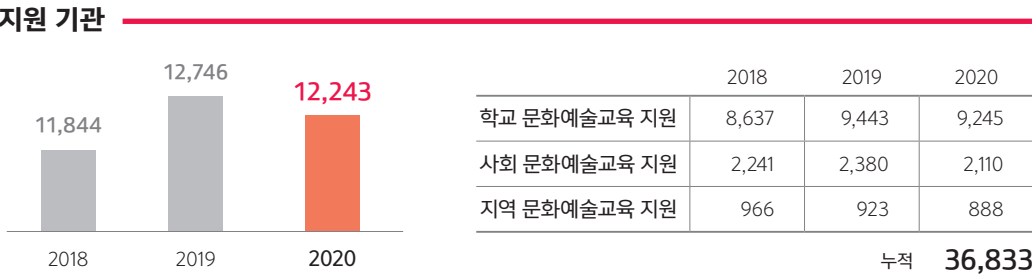 지원 기관
11,844
12,746
12,243
2018 2019 2020
2018 2019 2020
학교 문화예술교육 지원 8,637 9,443 9,245
사회 문화예술교육 지원 2,241 2,380 2,110
지역 문화예술교육 지원 966 923 888
누적 36,833